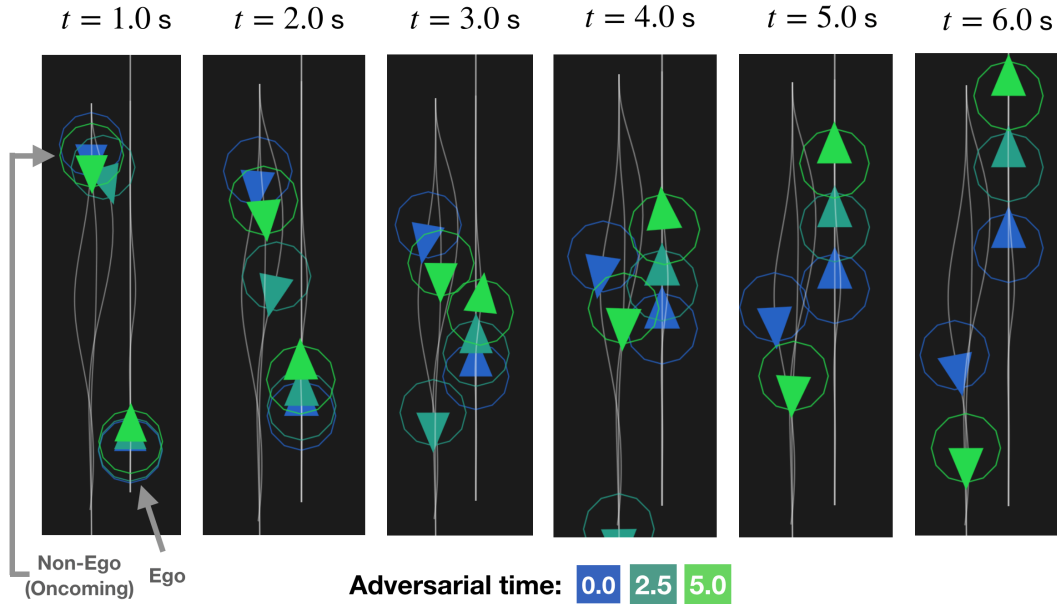 t = 1.0 s
t = 2.0 s
t = 3.0 s
t = 4.0 s
t = 5.0 s
t = 6.0 s
Non-Ego
(Oncoming)
Ego
Adversarial time: 0.0 2.5 5.0